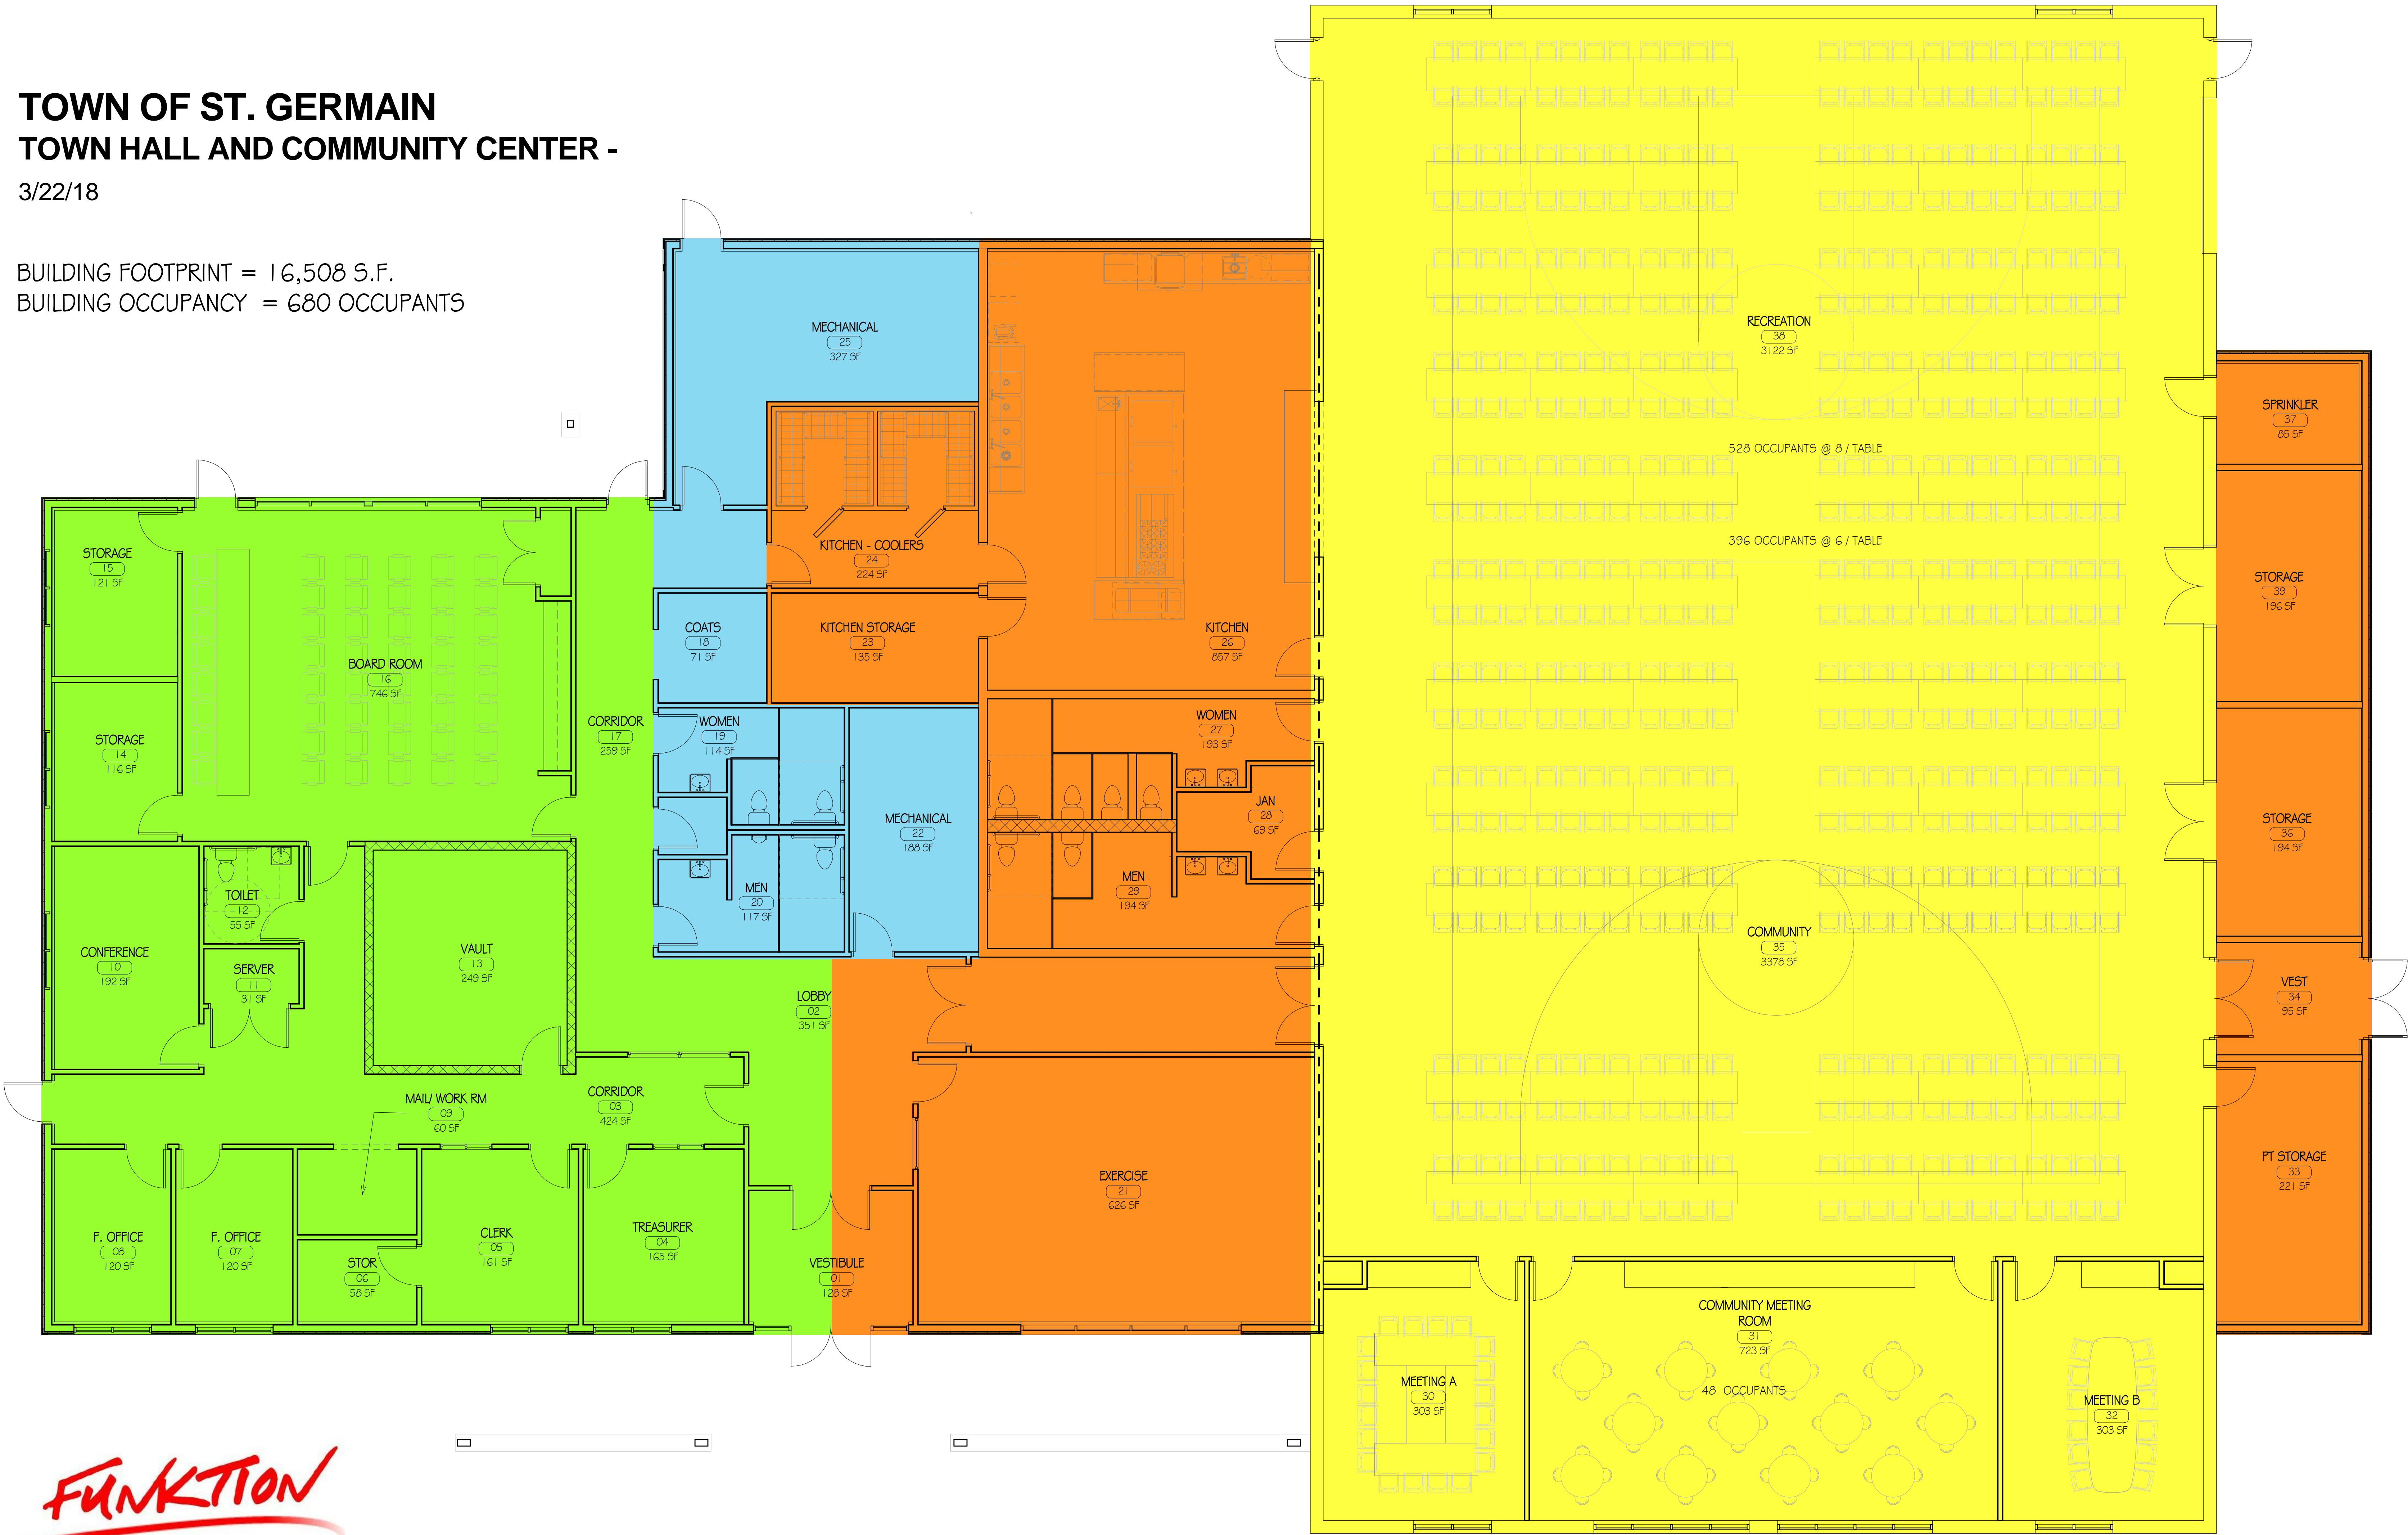 TOWN OF ST. GERMAIN
TOWN HALL AND COMMUNITY CENTER -
3/22/18
BUILDING FOOTPRINT = 16,508 S.F.
BUILDING OCCUPANCY = 680 OCCUPANTS
MECHANICAL
25
327 SF
RECREATION
38
3122 SF
SPRINKLER
37
85 SF
528 OCCUPANTS @ 8 / TABLE
396 OCCUPANTS @ 6 / TABLE
STORAGE
15
121 SF
KITCHEN - COOLERS
24
224 SF
STORAGE
39
196 SF
COATS
18
71 SF
KITCHEN STORAGE
23
135 SF
KITCHEN
26
857 SF
BOARD ROOM
16
746 SF
STORAGE
14
116 SF
CORRIDOR
17
259 SF
WOMEN
19
114 SF
WOMEN
27
193 SF
MECHANICAL
22
188 SF
JAN
28
69 SF
STORAGE
36
194 SF
TOILET
12
55 SF
MEN
20
117 SF
MEN
29
194 SF
CONFERENCE
10
192 SF
SERVER
11
31 SF
VAULT
13
249 SF
COMMUNITY
35
3378 SF
LOBBY
02
351 SF
VEST
34
95 SF
MAIL/ WORK RM
09
60 SF
CORRIDOR
03
424 SF
EXERCISE
21
626 SF
PT STORAGE
33
221 SF
F. OFFICE
08
120 SF
F. OFFICE
07
120 SF
STOR
06
58 SF
CLERK
05
161 SF
TREASURER
04
165 SF
VESTIBULE
01
128 SF
COMMUNITY MEETING
ROOM
31
723 SF
48 OCCUPANTS
MEETING A
30
303 SF
MEETING B
32
303 SF
FUNKTION